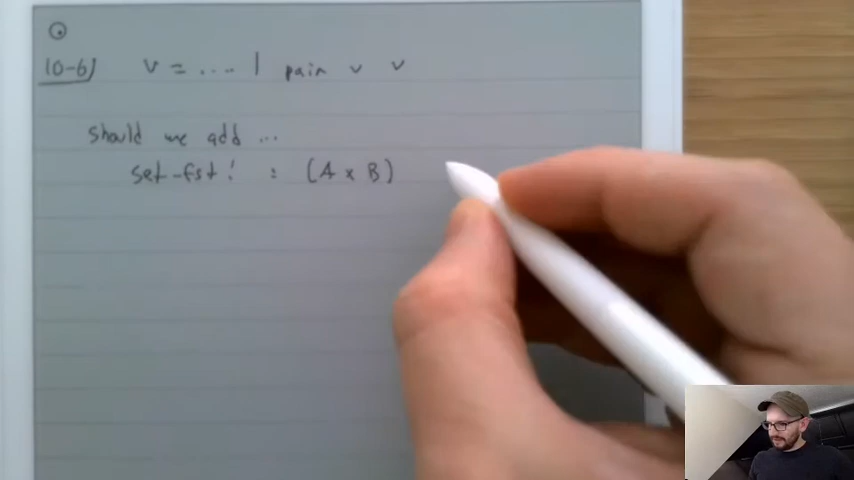 10-6/ v = .... | pair v v
should we add ...
set-fst! : (A × B)